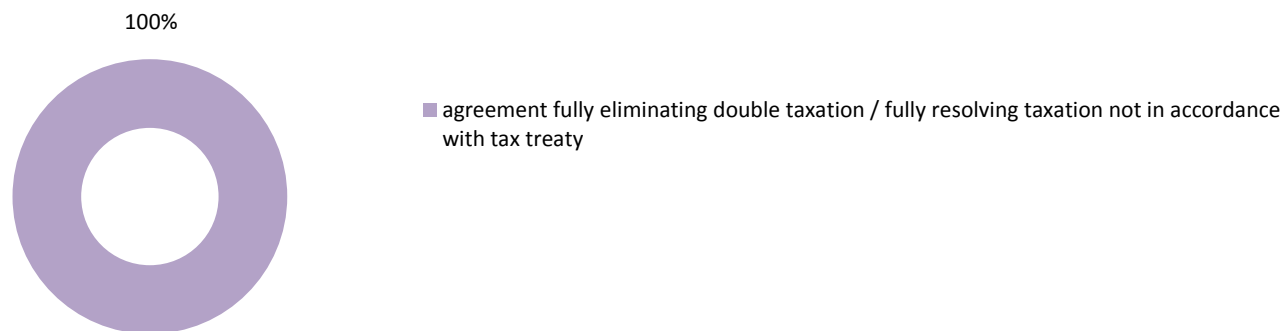 100%
agreement fully eliminating double taxation / fully resolving taxation not in accordance
with tax treaty